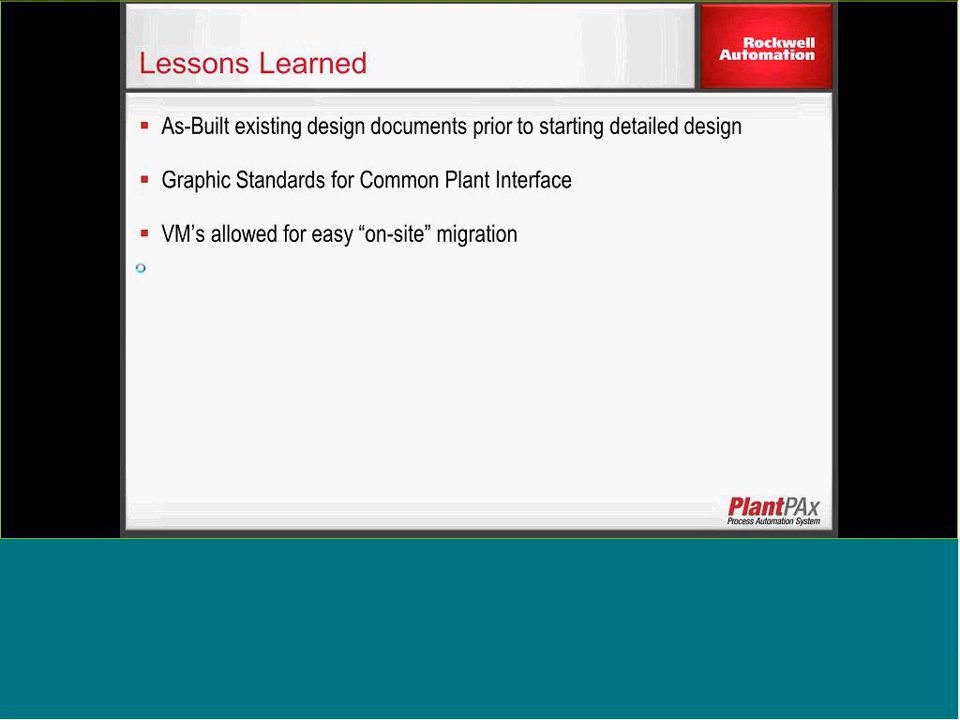 Lessons Learned
Rockwell
Automation
As-Built existing design documents prior to starting detailed design
Graphic Standards for Common Plant Interface
VM’s allowed for easy “on-site” migration
PlantPAx
Process Automation System